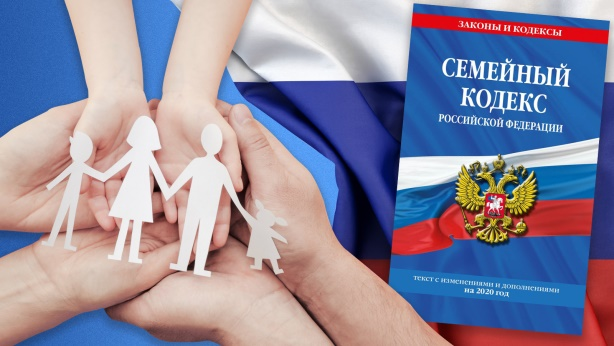 ЗАКОНЫ И КОДЕКСЫ
СЕМЕЙНЫЙ
КОДЕКС
РОССИЙСКОЙ ФЕДЕРАЦИИ
ТЕКСТ С ИЗМЕНЕНИЯМИ И ДОПОЛНЕНИЯМИ
на 2020 год